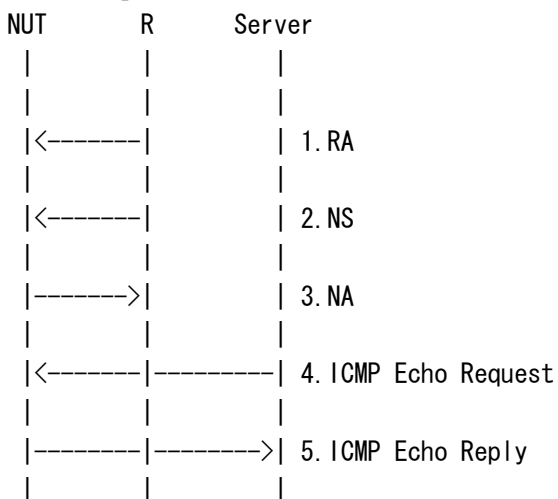 NUT R Server
1.RA
2.NS
3.NA
4.ICMP Echo Request
5.ICMP Echo Reply